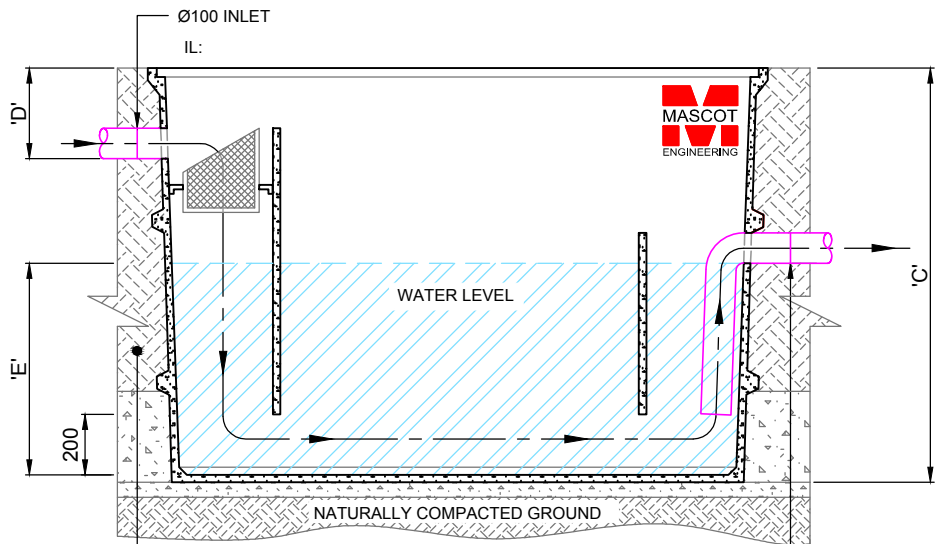 Ø100 INLET
IL:
'D'
MASCOT
ENGINEERING
'C'
WATER LEVEL
'E'
200
NATURALLY COMPACTED GROUND